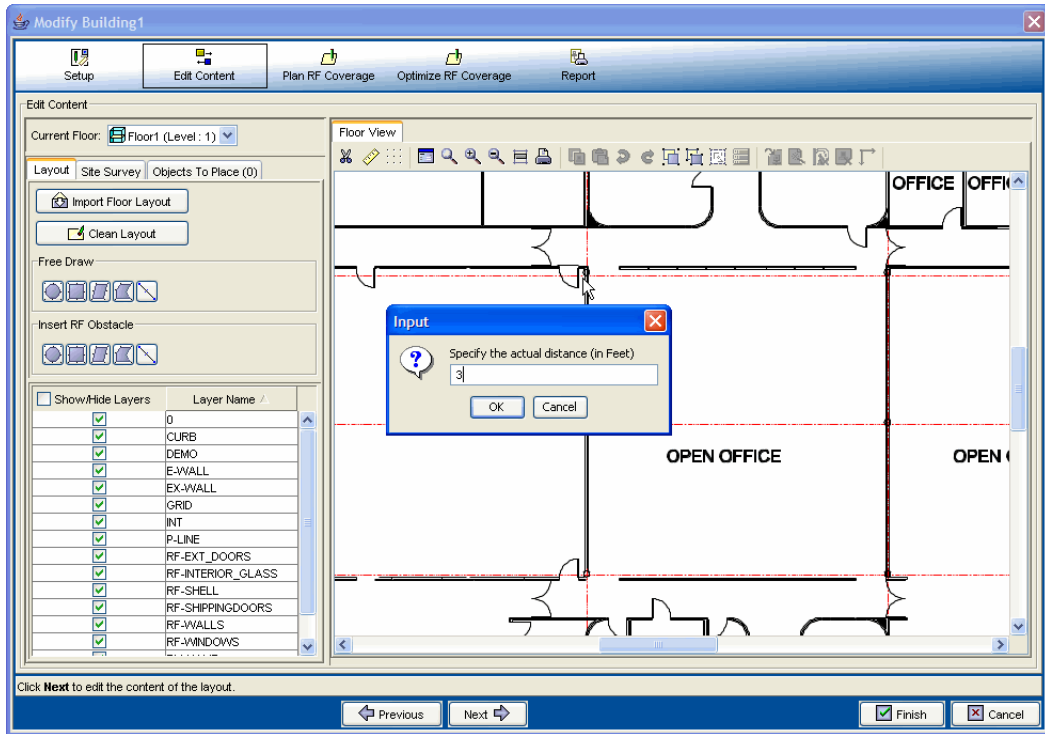 Modify Building1
Setup
Edit Content
Plan RF Coverage
Optimize RF Coverage
Report
Edit Content
Current Floor: Floor1 (Level : 1)
Layout
Site Survey
Objects To Place (0)
Import Floor Layout
Clean Layout
Free Draw
Insert RF Obstacle
Show/Hide Layers
Layer Name
0
CURB
DEMO
E-WALL
EX-WALL
GRID
INT
P-LINE
RF-EXT_DOORS
RF-INTERIOR_GLASS
RF-SHELL
RF-SHIPPINGDOORS
RF-WALLS
RF-WINDOWS
Floor View
OFFICE
OFFI
Input
Specify the actual distance (in Feet)
3
OK
Cancel
OPEN OFFICE
OPEN
Click Next to edit the content of the layout.
Previous
Next
Finish
Cancel